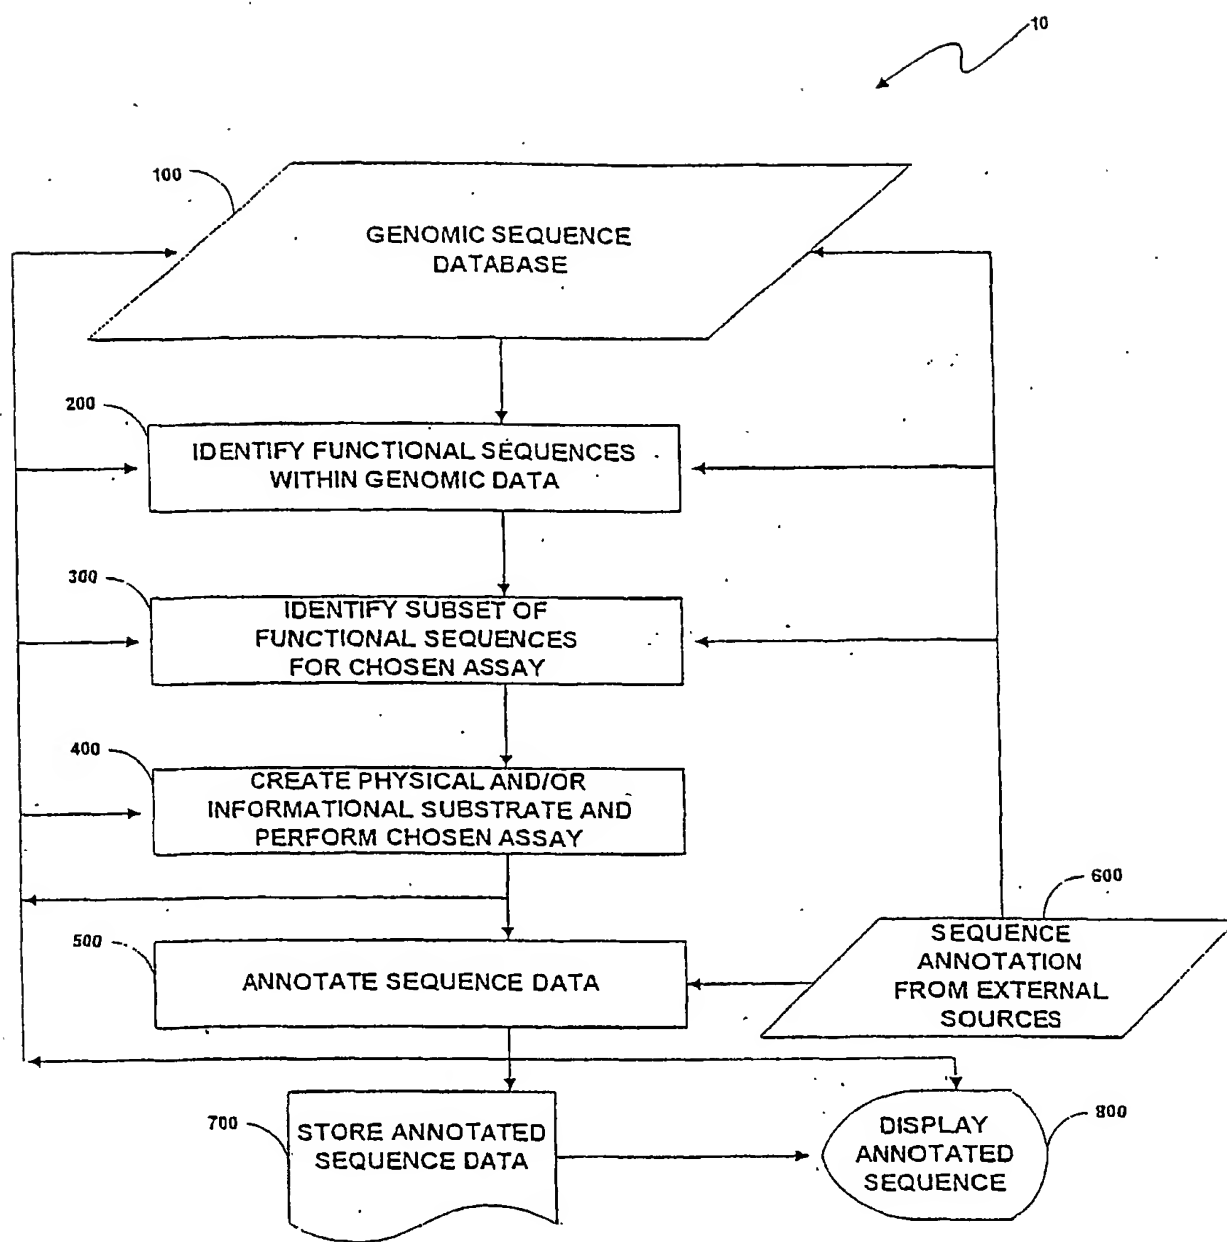 10
100
GENOMIC SEQUENCE
DATABASE
200
IDENTIFY FUNCTIONAL SEQUENCES
WITHIN GENOMIC DATA
300
IDENTIFY SUBSET OF
FUNCTIONAL SEQUENCES
FOR CHOSEN ASSAY
400
CREATE PHYSICAL AND/OR
INFORMATIONAL SUBSTRATE AND
PERFORM CHOSEN ASSAY
600
SEQUENCE
ANNOTATION
FROM EXTERNAL
SOURCES
500
ANNOTATE SEQUENCE DATA
700
STORE ANNOTATED
SEQUENCE DATA
800
DISPLAY
ANNOTATED
SEQUENCE